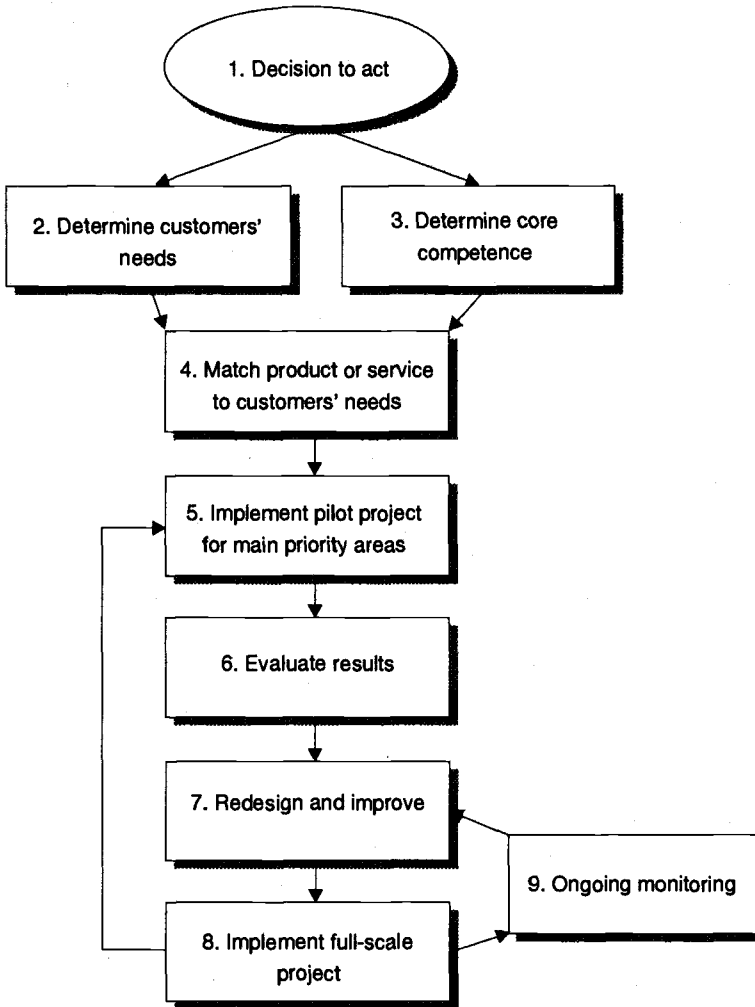 1. Decision to act
2. Determine customers'
needs
3. Determine core
competence
4. Match product or service
to customers' needs
5. Implement pilot project
for main priority areas
6. Evaluate results
7. Redesign and improve
9. Ongoing monitoring
8. Implement full-scale
project